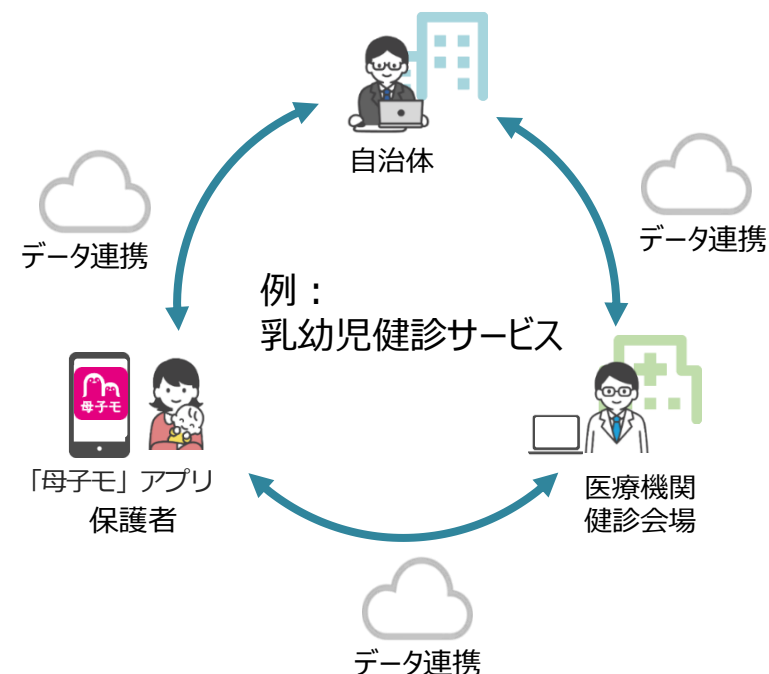 自治体
データ連携
データ連携
例：
乳幼児健診サービス
母子モ
「母子モ」アプリ
保護者
医療機関
健診会場
データ連携